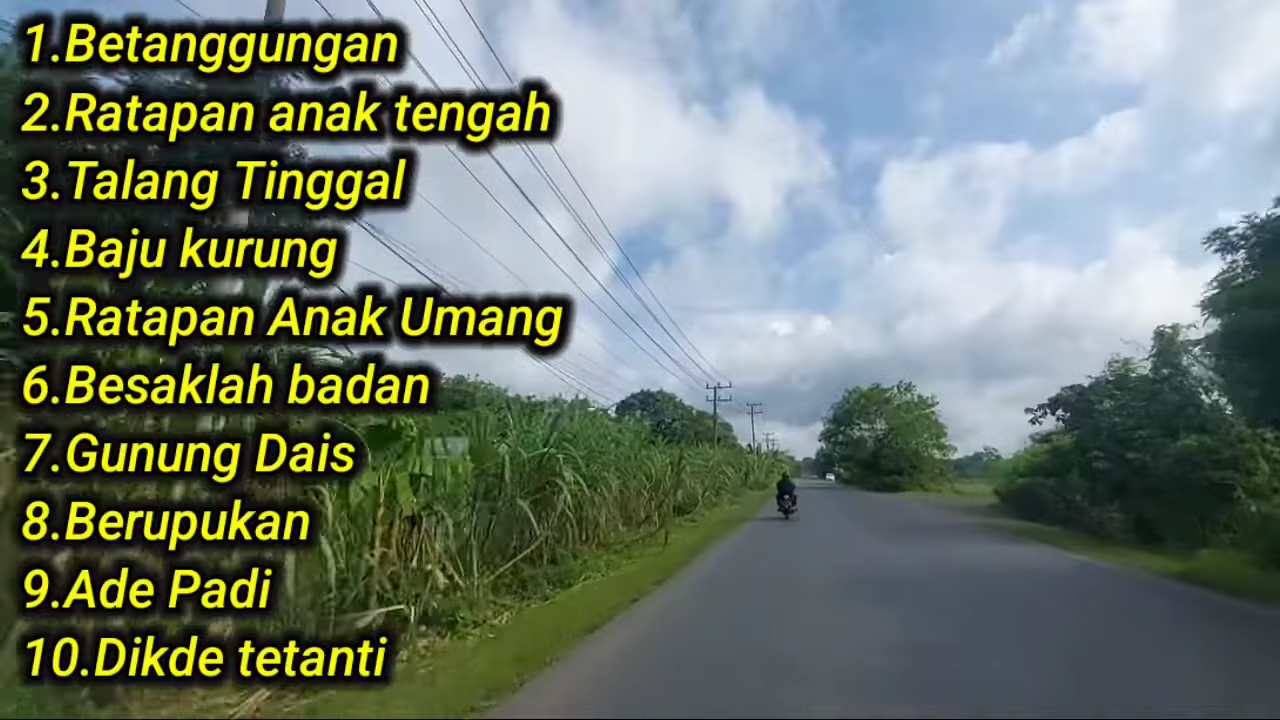 1.Betanggungan
2.Ratapan anak tengah
3.Talang Tinggal
4.Baju kurung
5.Ratapan Anak Umang
6.Besaklah badan
7.Gunung Dais
8.Berupukan
9.Ade Padi
10.Dikde tetanti